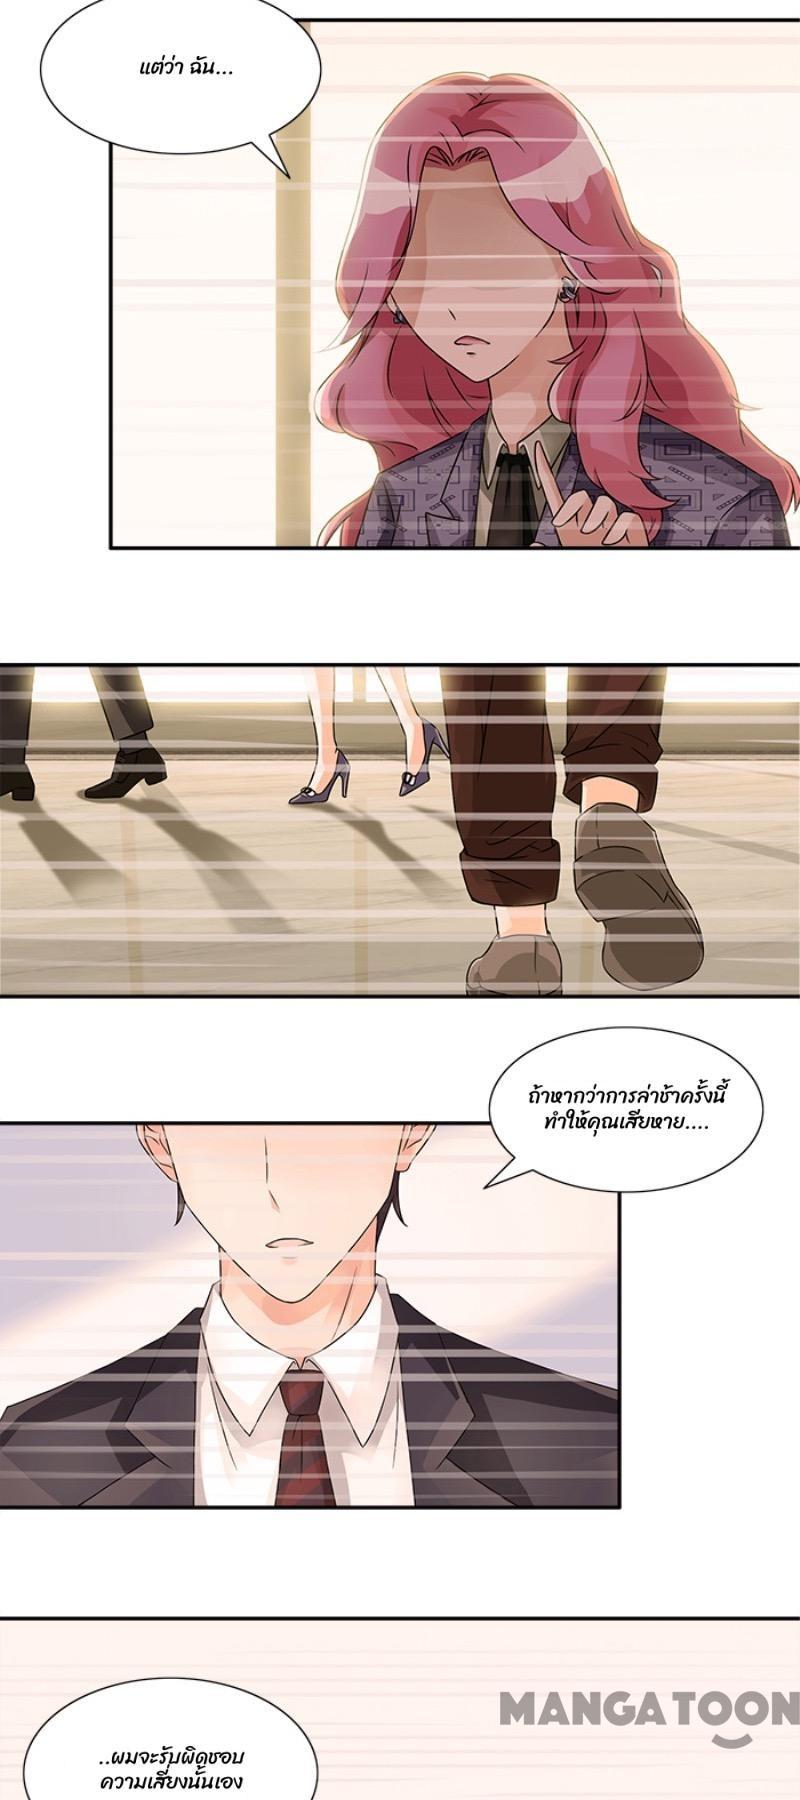 แต่ว่า ฉัน...
ถ้าหากว่าการล่าช้าครั้งนี้
ทำให้คุณเสียหาย....
MANGATOON
..ผมจะรับผิดชอบ
ความเสี่ยงนั้นเอง